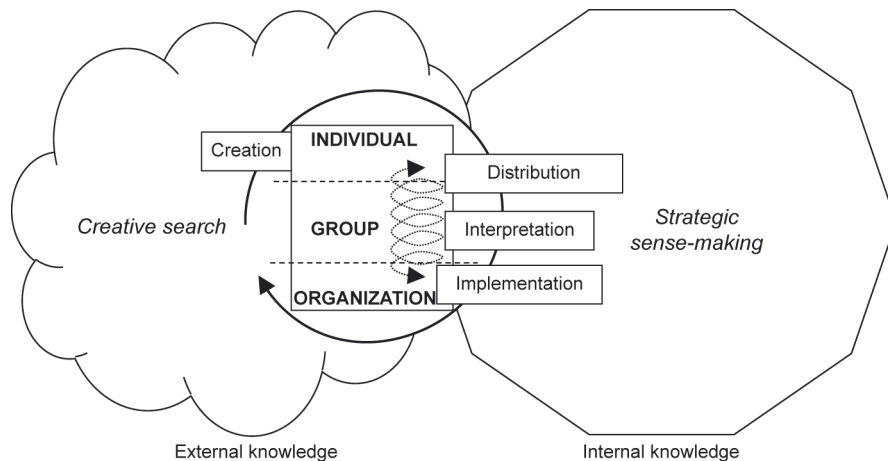 INDIVIDUAL
Creation
Distribution
Creative search
GROUP
Interpretation
Strategic
sense-making
Implementation
ORGANIZATION
External knowledge
Internal knowledge